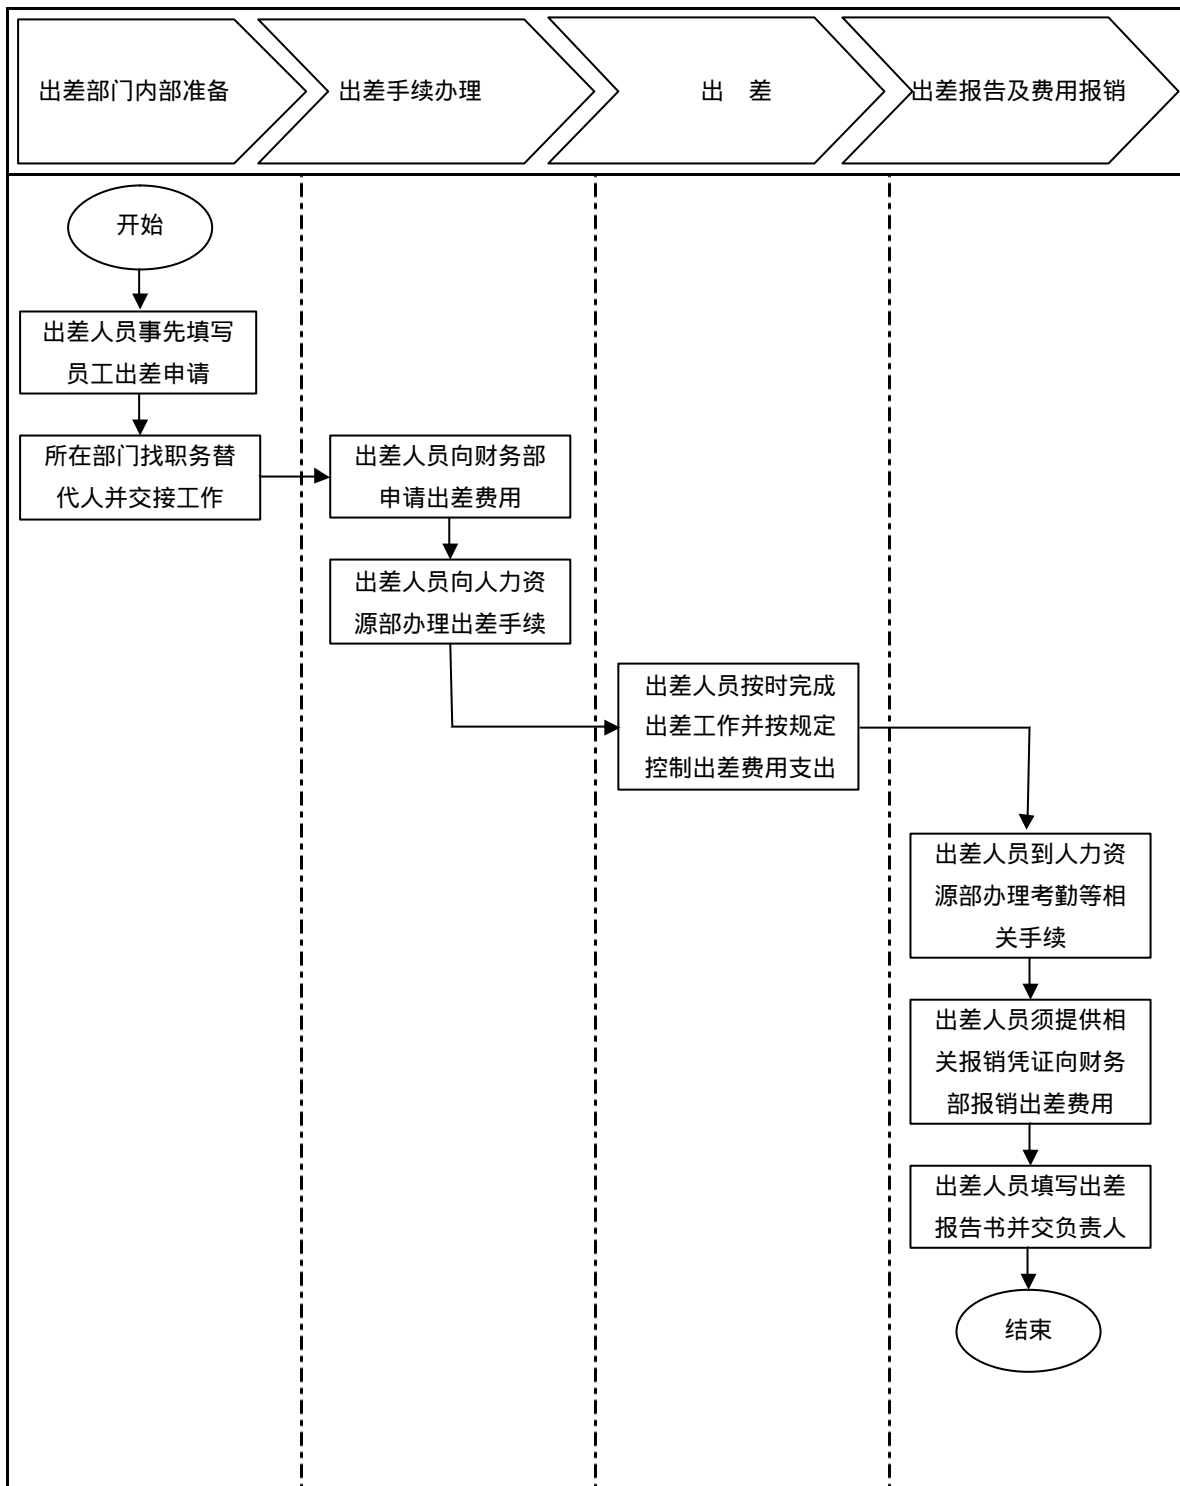 出差部门内部准备
出差手续办理
出 差
出差报告及费用报销
开始
出差人员事先填写
员工出差申请
所在部门找职务替
代人并交接工作
出差人员向财务部
申请出差费用
出差人员向人力资
源部办理出差手续
出差人员按时完成
出差工作并按规定
控制出差费用支出
出差人员到人力资
源部办理考勤等相
关手续
出差人员须提供相
关报销凭证向财务
部报销出差费用
出差人员填写出差
报告书并交负责人
结束